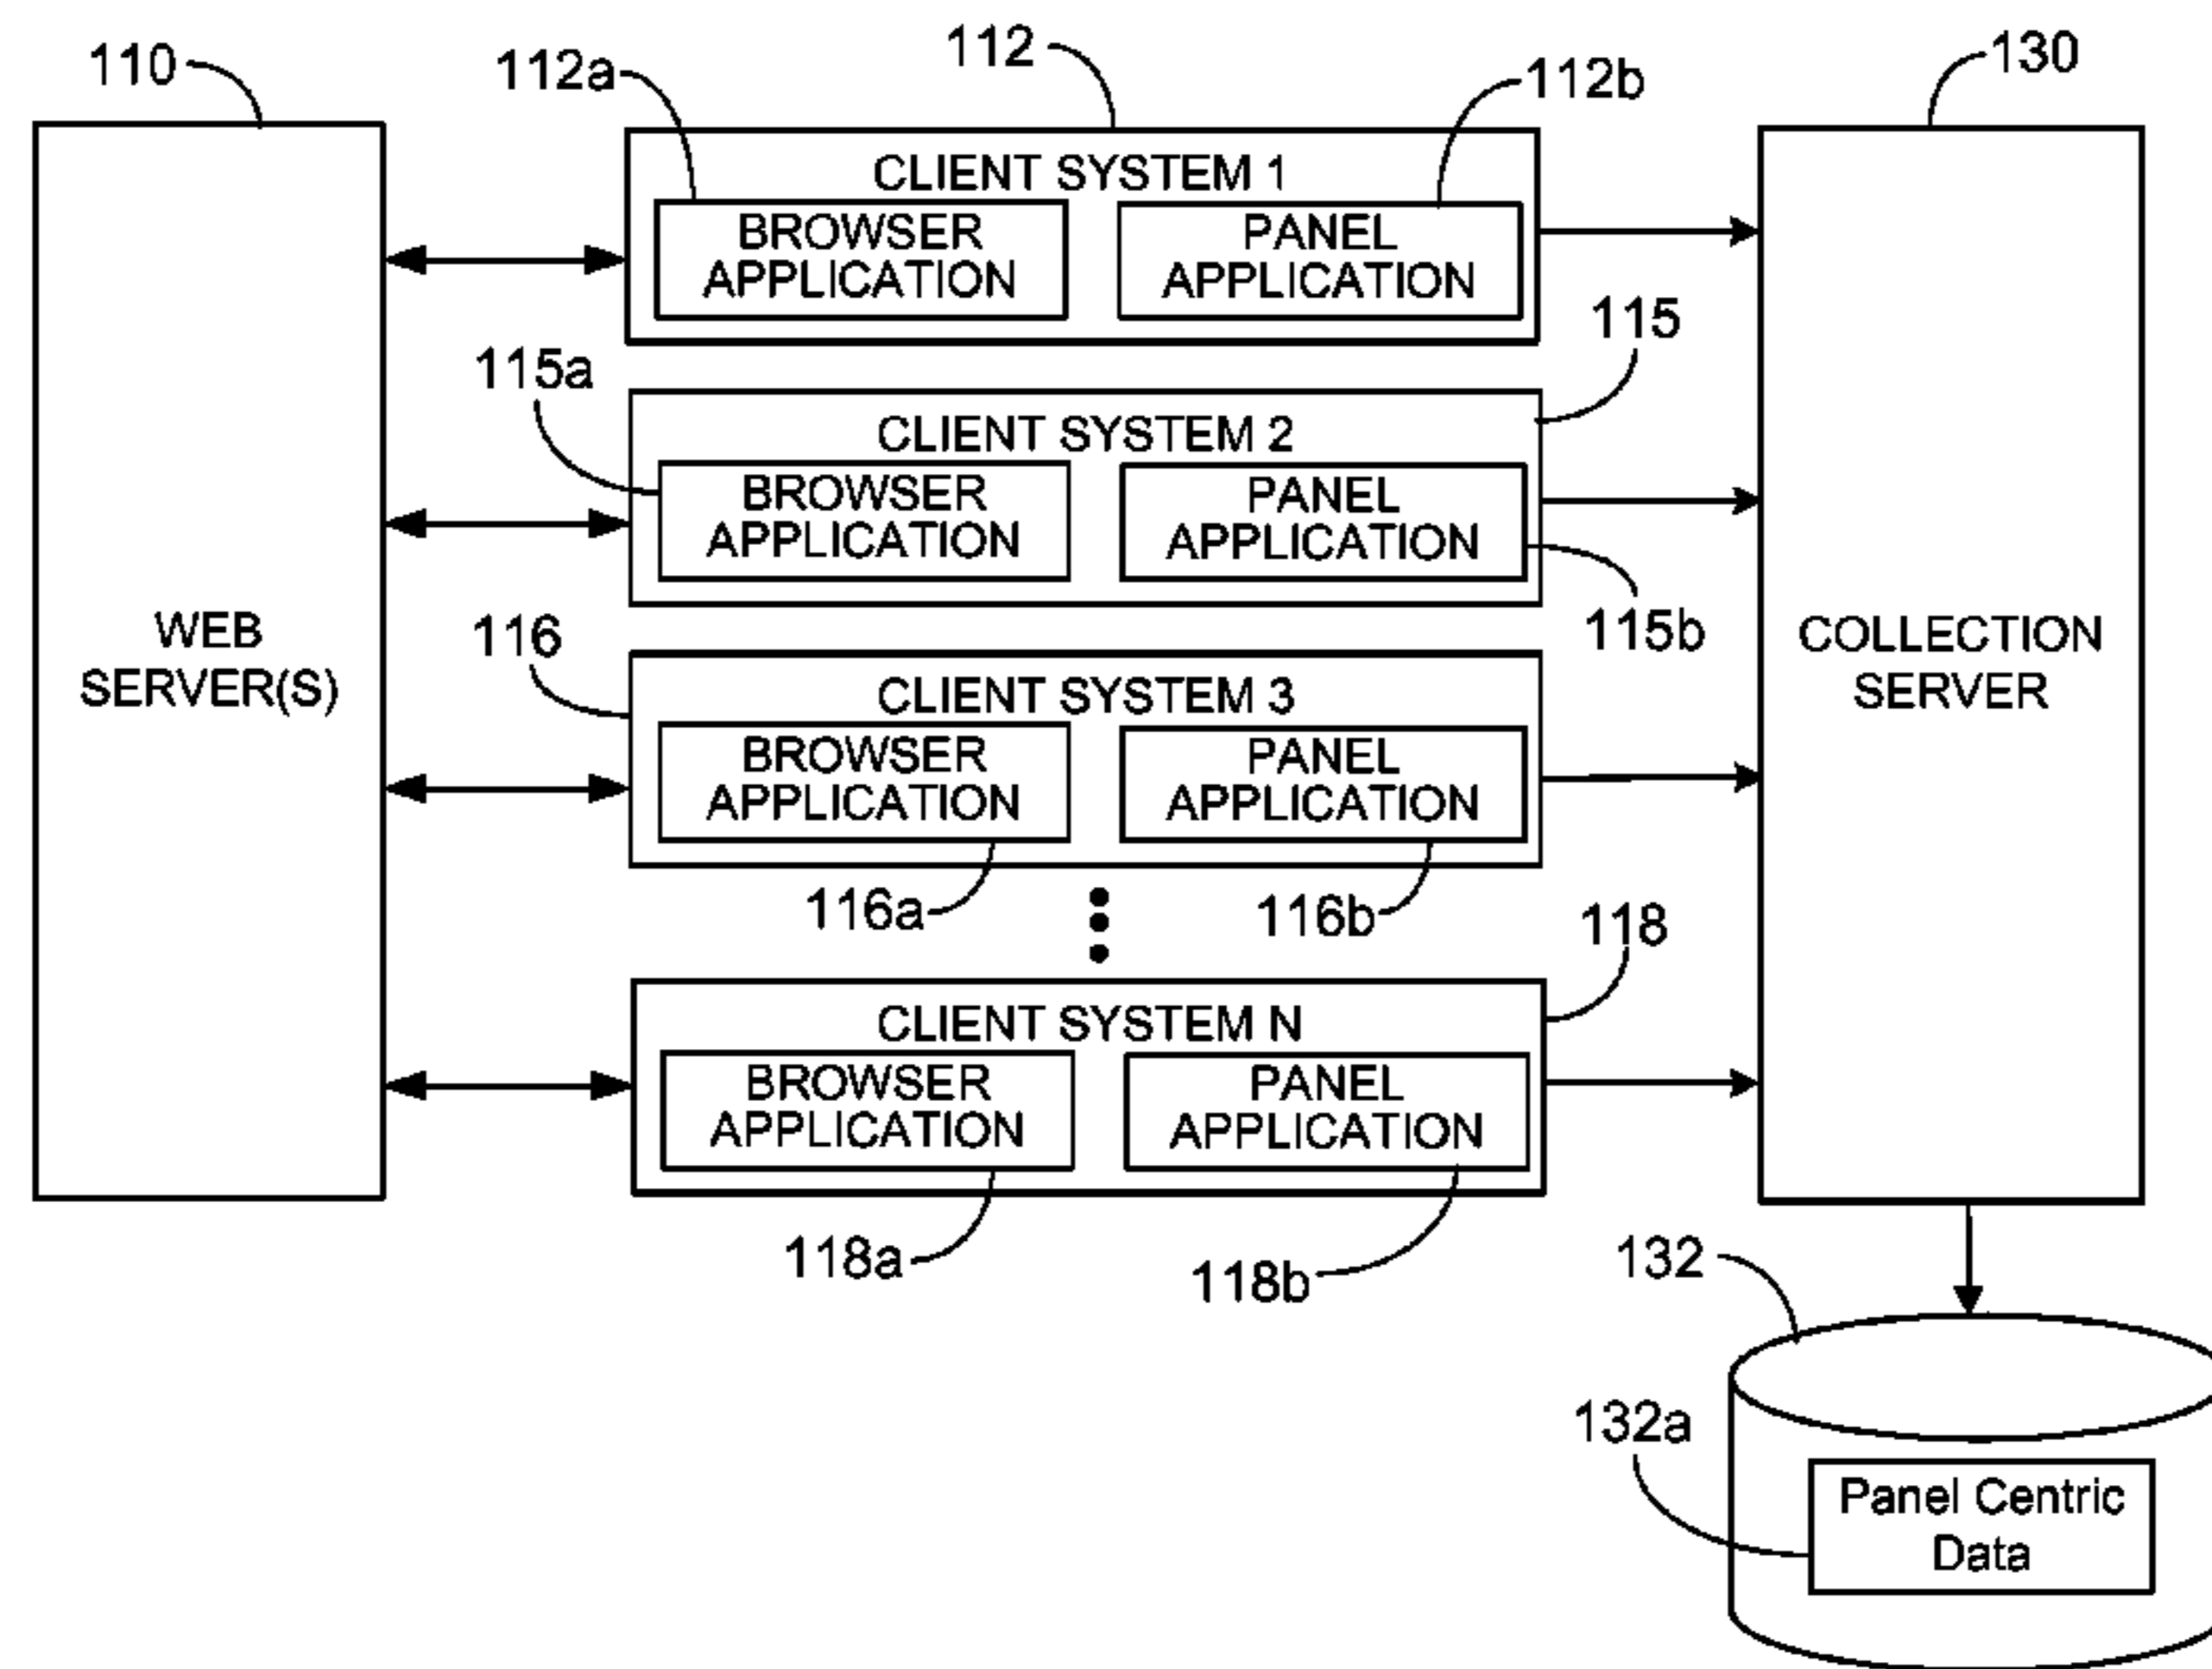 110
112a
112
112b
130
CLIENT SYSTEM 1
BROWSER
APPLICATION
PANEL
APPLICATION
115
115a
CLIENT SYSTEM 2
BROWSER
APPLICATION
PANEL
APPLICATION
115b
WEB
SERVER(S)
COLLECTION
SERVER
116
CLIENT SYSTEM 3
BROWSER
APPLICATION
PANEL
APPLICATION
116a
116b
118
CLIENT SYSTEM N
BROWSER
APPLICATION
PANEL
APPLICATION
118a
118b
132
132a
Panel Centric
Data